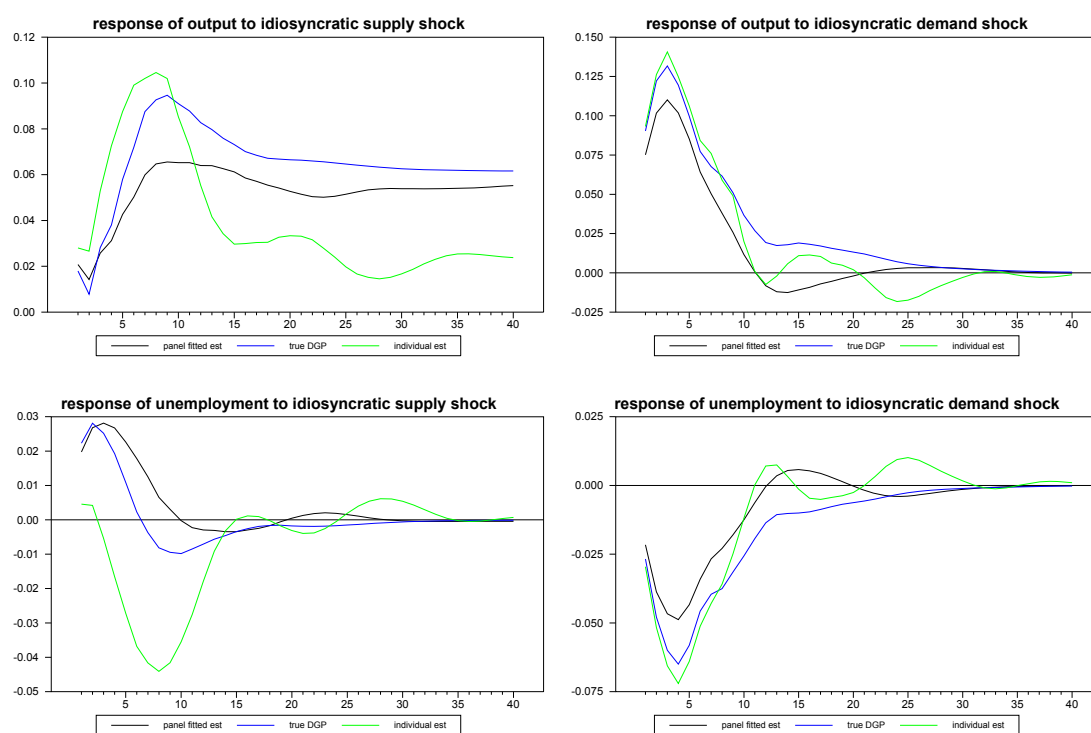 response of output to idiosyncratic supply shock
0.12
0.10
0.08
0.06
0.04
0.02
0.00
5 10 15 20 25 30 35 40
panel fitted est true DGP individual est
response of output to idiosyncratic demand shock
0.150
0.125
0.100
0.075
0.050
0.025
0.000
-0.025
5 10 15 20 25 30 35 40
panel fitted est true DGP individual est
response of unemployment to idiosyncratic supply shock
0.03
0.02
0.01
0.00
-0.01
-0.02
-0.03
-0.04
-0.05
5 10 15 20 25 30 35 40
panel fitted est true DGP individual est
response of unemployment to idiosyncratic demand shock
0.025
0.000
-0.025
-0.050
-0.075
5 10 15 20 25 30 35 40
panel fitted est true DGP individual est